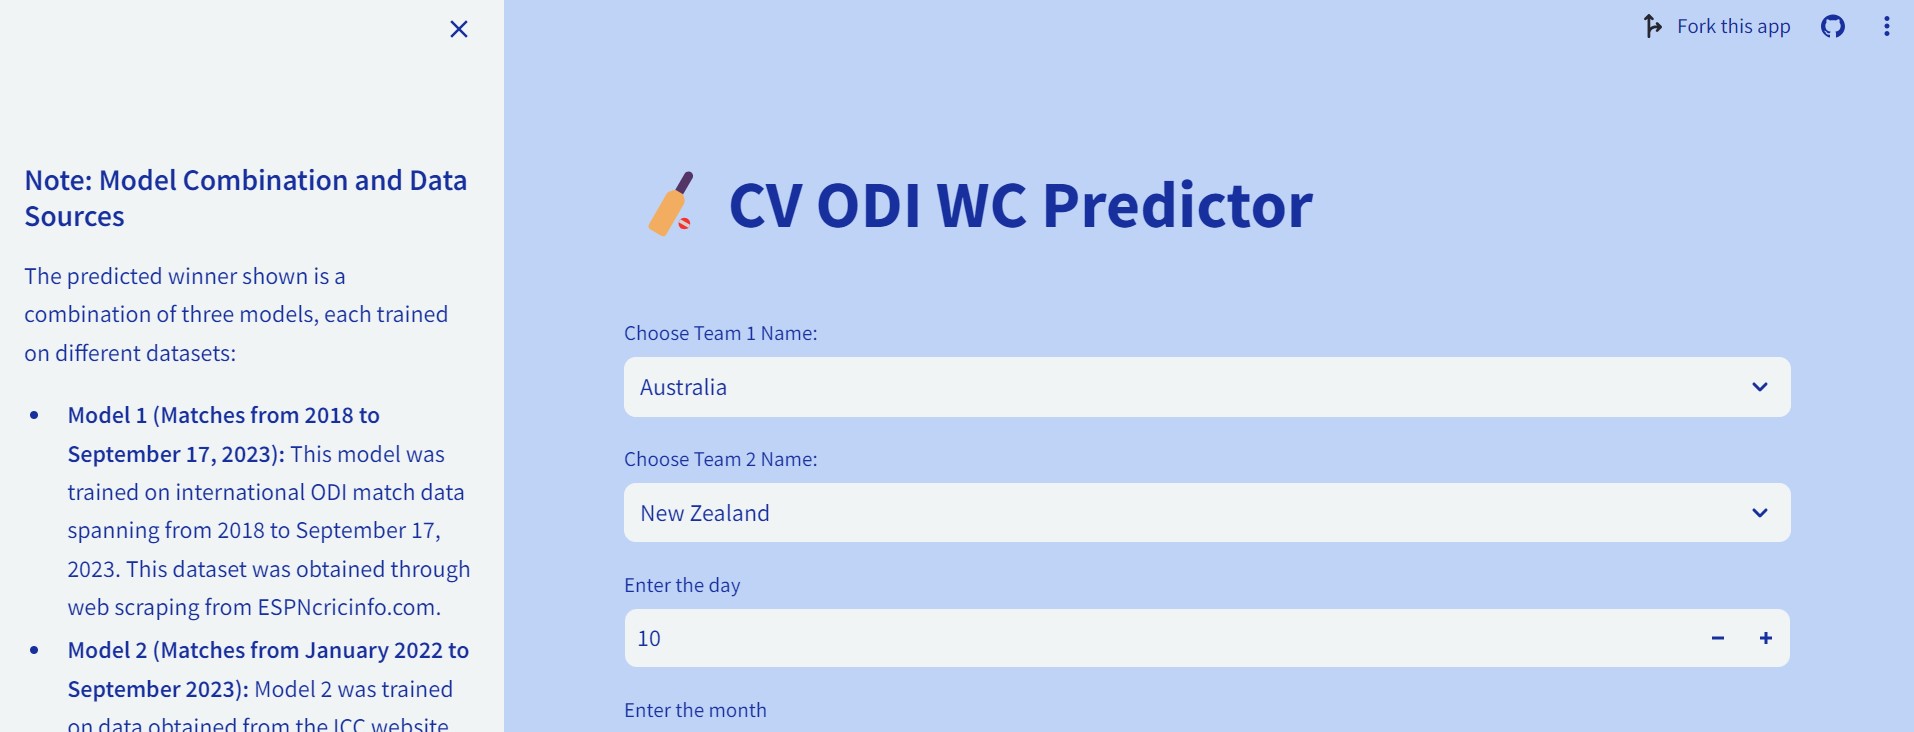 Note: Model Combination and Data
Sources
The predicted winner shown is a
combination of three models, each trained
on different datasets:
Model 1 (Matches from 2018 to
September 17, 2023): This model was
trained on international ODI match data
spanning from 2018 to September 17,
2023. This dataset was obtained through
web scraping from ESPNcricinfo.com.
Model 2 (Matches from January 2022 to
September 2023): Model 2 was trained
on data obtained from the ICC website
Fork this app
CV ODI WC Predictor
Choose Team 1 Name:
Australia
Choose Team 2 Name:
New Zealand
Enter the day
10
Enter the month